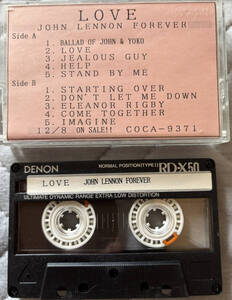 LOVE
JOHN LENNON FOREVER
Side A
1. BALLAD OF JOHN & YOKO
2. LOVE
3. JEALOUS GUY
4. HELP
5. STAND BY ME
Side B
1. STARTING OVER
2. DON'T LET ME DOWN
3. ELEANOR RIGBY
4. COME TOGETHER
5. IMAGINE
12/8 ON SALE!! COCA-9371
DENON NORMAL POSITION(TYPE I) RD-X50
LOVE JOHN LENNON FOREVER
ULTIMATE DYNAMIC RANGE EXTRA LOW DISTORTION